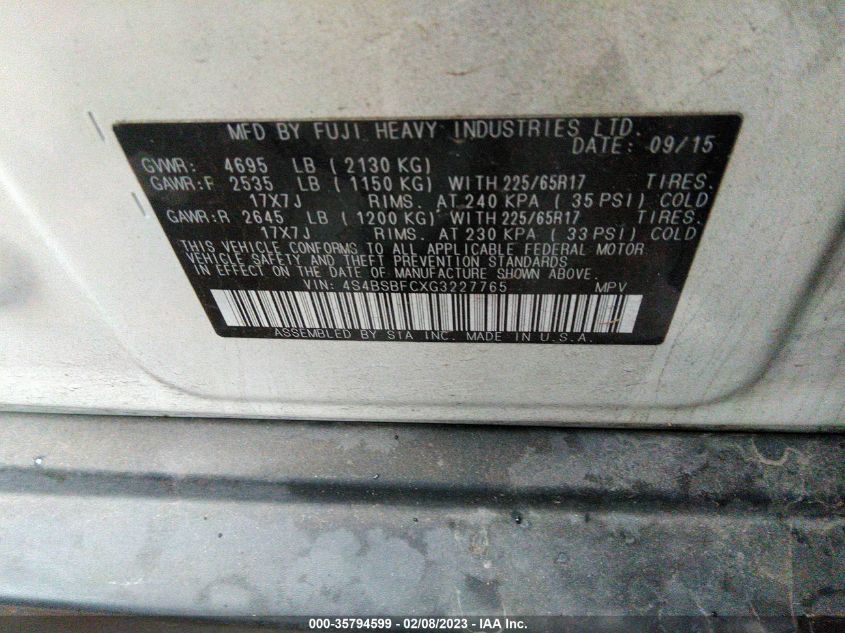 MFD BY FUJI HEAVY INDUSTRIES LTD.
DATE: 09/15
GVWR: 4695 LB (2130 KG)
GAWR:F 2535 LB (1150 KG) WITH 225/65R17 TIRES.
17X7J RIMS. AT 240 KPA ( 35 PSI) COLD
GAWR:R 2645 LB (1200 KG) WITH 225/65R17 TIRES.
17X7J RIMS. AT 230 KPA ( 33 PSI) COLD
THIS VEHICLE CONFORMS TO ALL APPLICABLE FEDERAL MOTOR
VEHICLE SAFETY AND THEFT PREVENTION STANDARDS
IN EFFECT ON THE DATE OF MANUFACTURE SHOWN ABOVE.
VIN: 4S4BSBFCXG3227765 MPV
ASSEMBLED BY STA INC. MADE IN U.S.A.
000-35794599 - 02/08/2023 - IAA Inc.